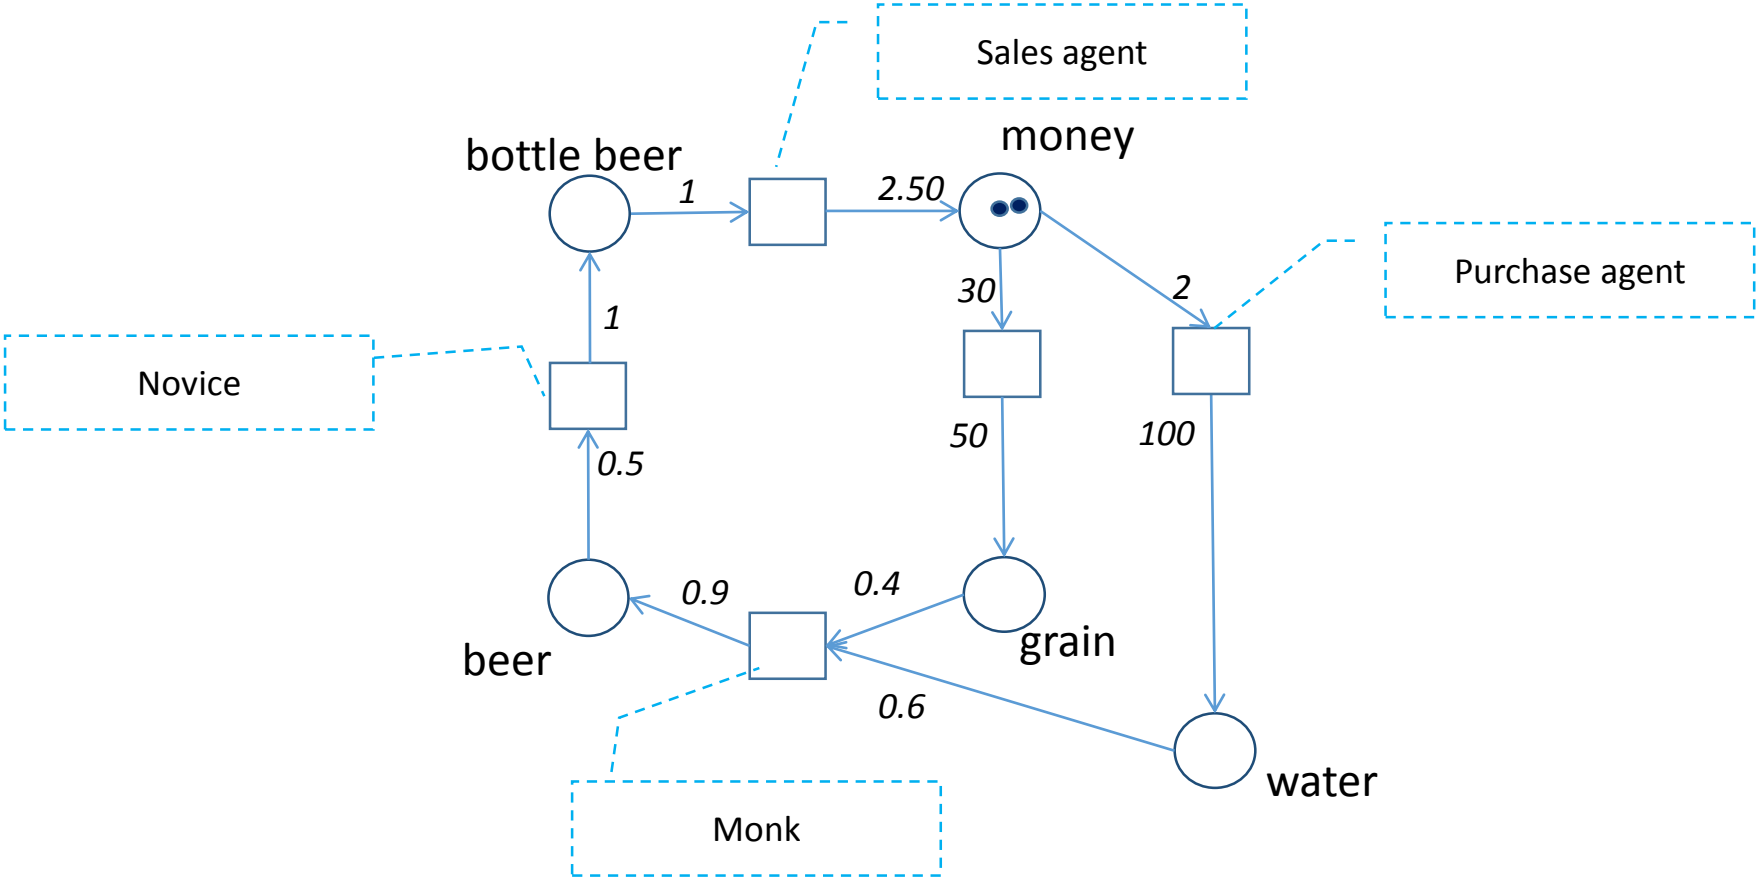 Sales agent
money
bottle beer
1
2.50
Purchase agent
30
2
1
Novice
50
100
0.5
0.9
0.4
beer
grain
0.6
water
Monk